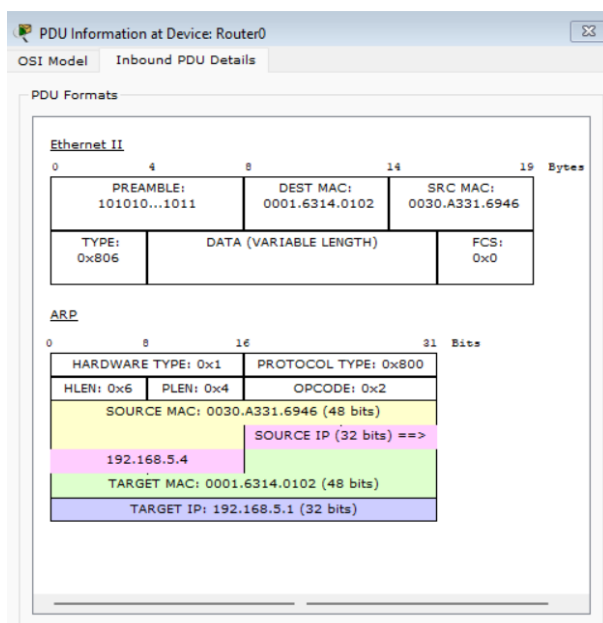 PDU Information at Device: Router0
OSI Model Inbound PDU Details
PDU Formats
Ethernet II
0 4 8 14 19 Bytes
PREAMBLE: DEST MAC: SRC MAC:
101010...1011 0001.6314.0102 0030.A331.6946
TYPE: DATA (VARIABLE LENGTH) FCS:
0x806 0x0
ARP
0 8 16 31 Bits
HARDWARE TYPE: 0x1 PROTOCOL TYPE: 0x800
HLEN: 0x6 PLEN: 0x4 OPCODE: 0x2
SOURCE MAC: 0030.A331.6946 (48 bits)
SOURCE IP (32 bits) ==>
192.168.5.4
TARGET MAC: 0001.6314.0102 (48 bits)
TARGET IP: 192.168.5.1 (32 bits)